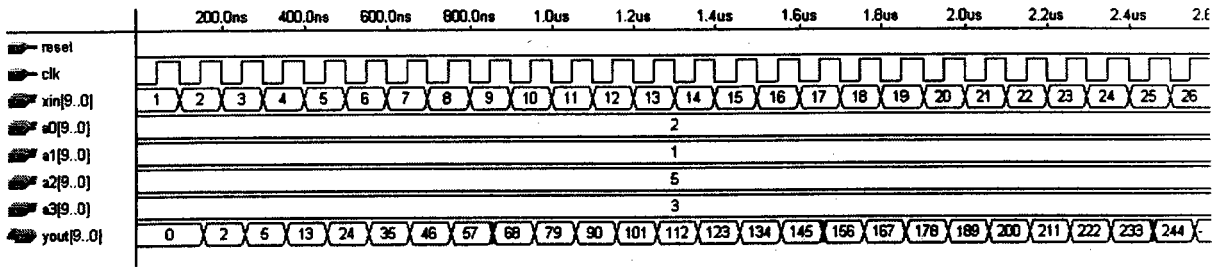 200.0ns 400.0ns 600.0ns 800.0ns 1.0us 1.2us 1.4us 1.6us 1.8us 2.0us 2.2us 2.4us 2.6
reset
clk
xin[9..0] 1 2 3 4 5 6 7 8 9 10 11 12 13 14 15 16 17 18 19 20 21 22 23 24 25 26
a0[9..0] 2
a1[9..0] 1
a2[9..0] 5
a3[9..0] 3
yout[9..0] 0 2 5 13 24 35 46 57 68 79 90 101 112 123 134 145 156 167 178 189 200 211 222 233 244 -